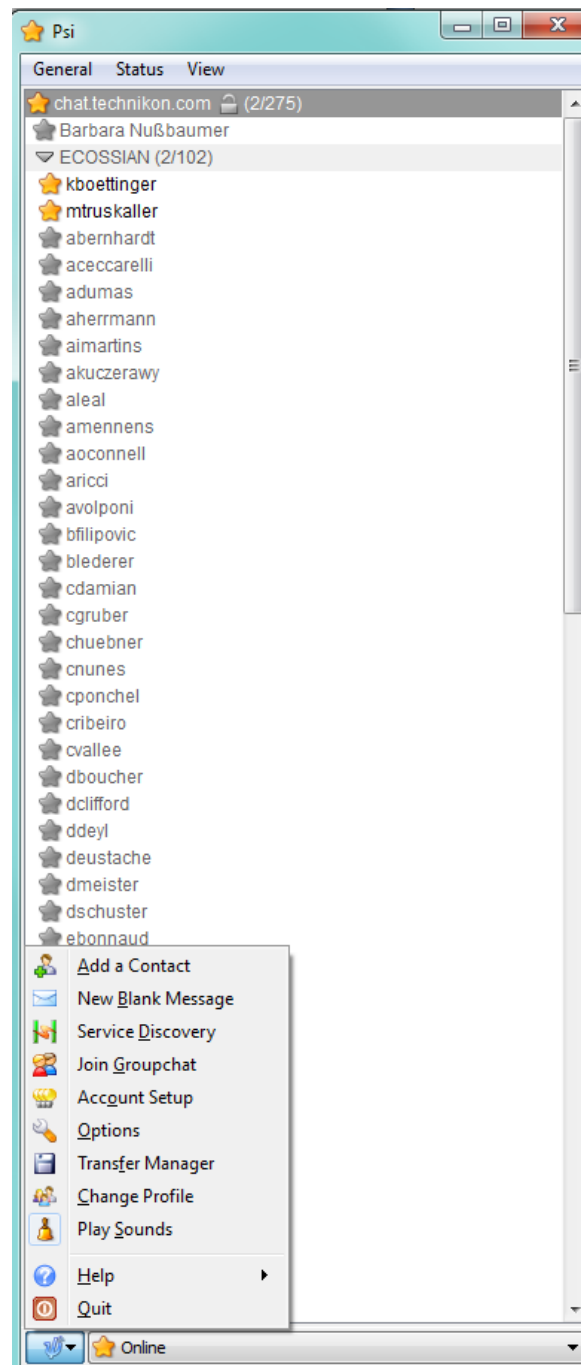 Psi
General Status View
chat.technikon.com (2/275)
Barbara Nußbaumer
ECOSSIAN (2/102)
kboettinger
mtruskaller
abernhardt
aceccarelli
adumas
aherrmann
aimartins
akuczerawy
aleal
amennens
aoconnell
aricci
avolponi
bfilipovic
blederer
cdamian
cgruber
chuebner
cnunes
cponchel
cribeiro
cvallee
dboucher
dclifford
ddeyl
deustache
dmeister
dschuster
ebonnaud
Add a Contact
New Blank Message
Service Discovery
Join Groupchat
Account Setup
Options
Transfer Manager
Change Profile
Play Sounds
Help
Quit
Online